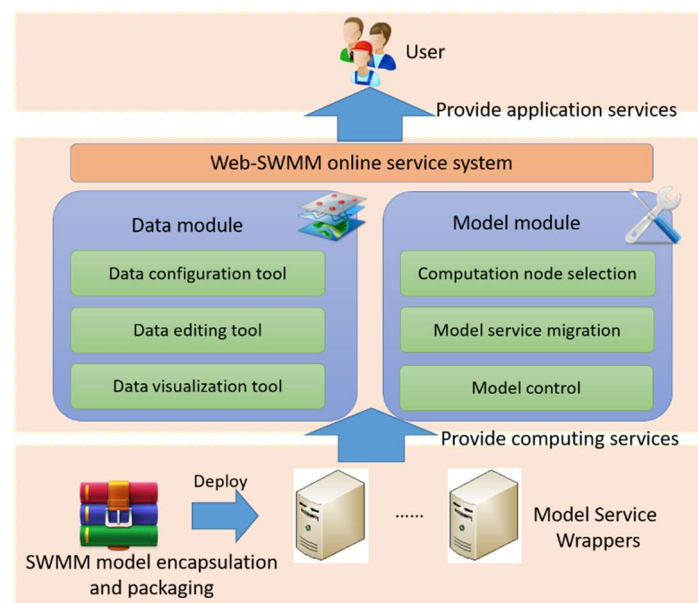 User
Provide application services
Web-SWMM online service system
Data module
Data configuration tool
Data editing tool
Data visualization tool
Model module
Computation node selection
Model service migration
Model control
Provide computing services
Deploy
SWMM model encapsulation
and packaging
......
Model Service
Wrappers